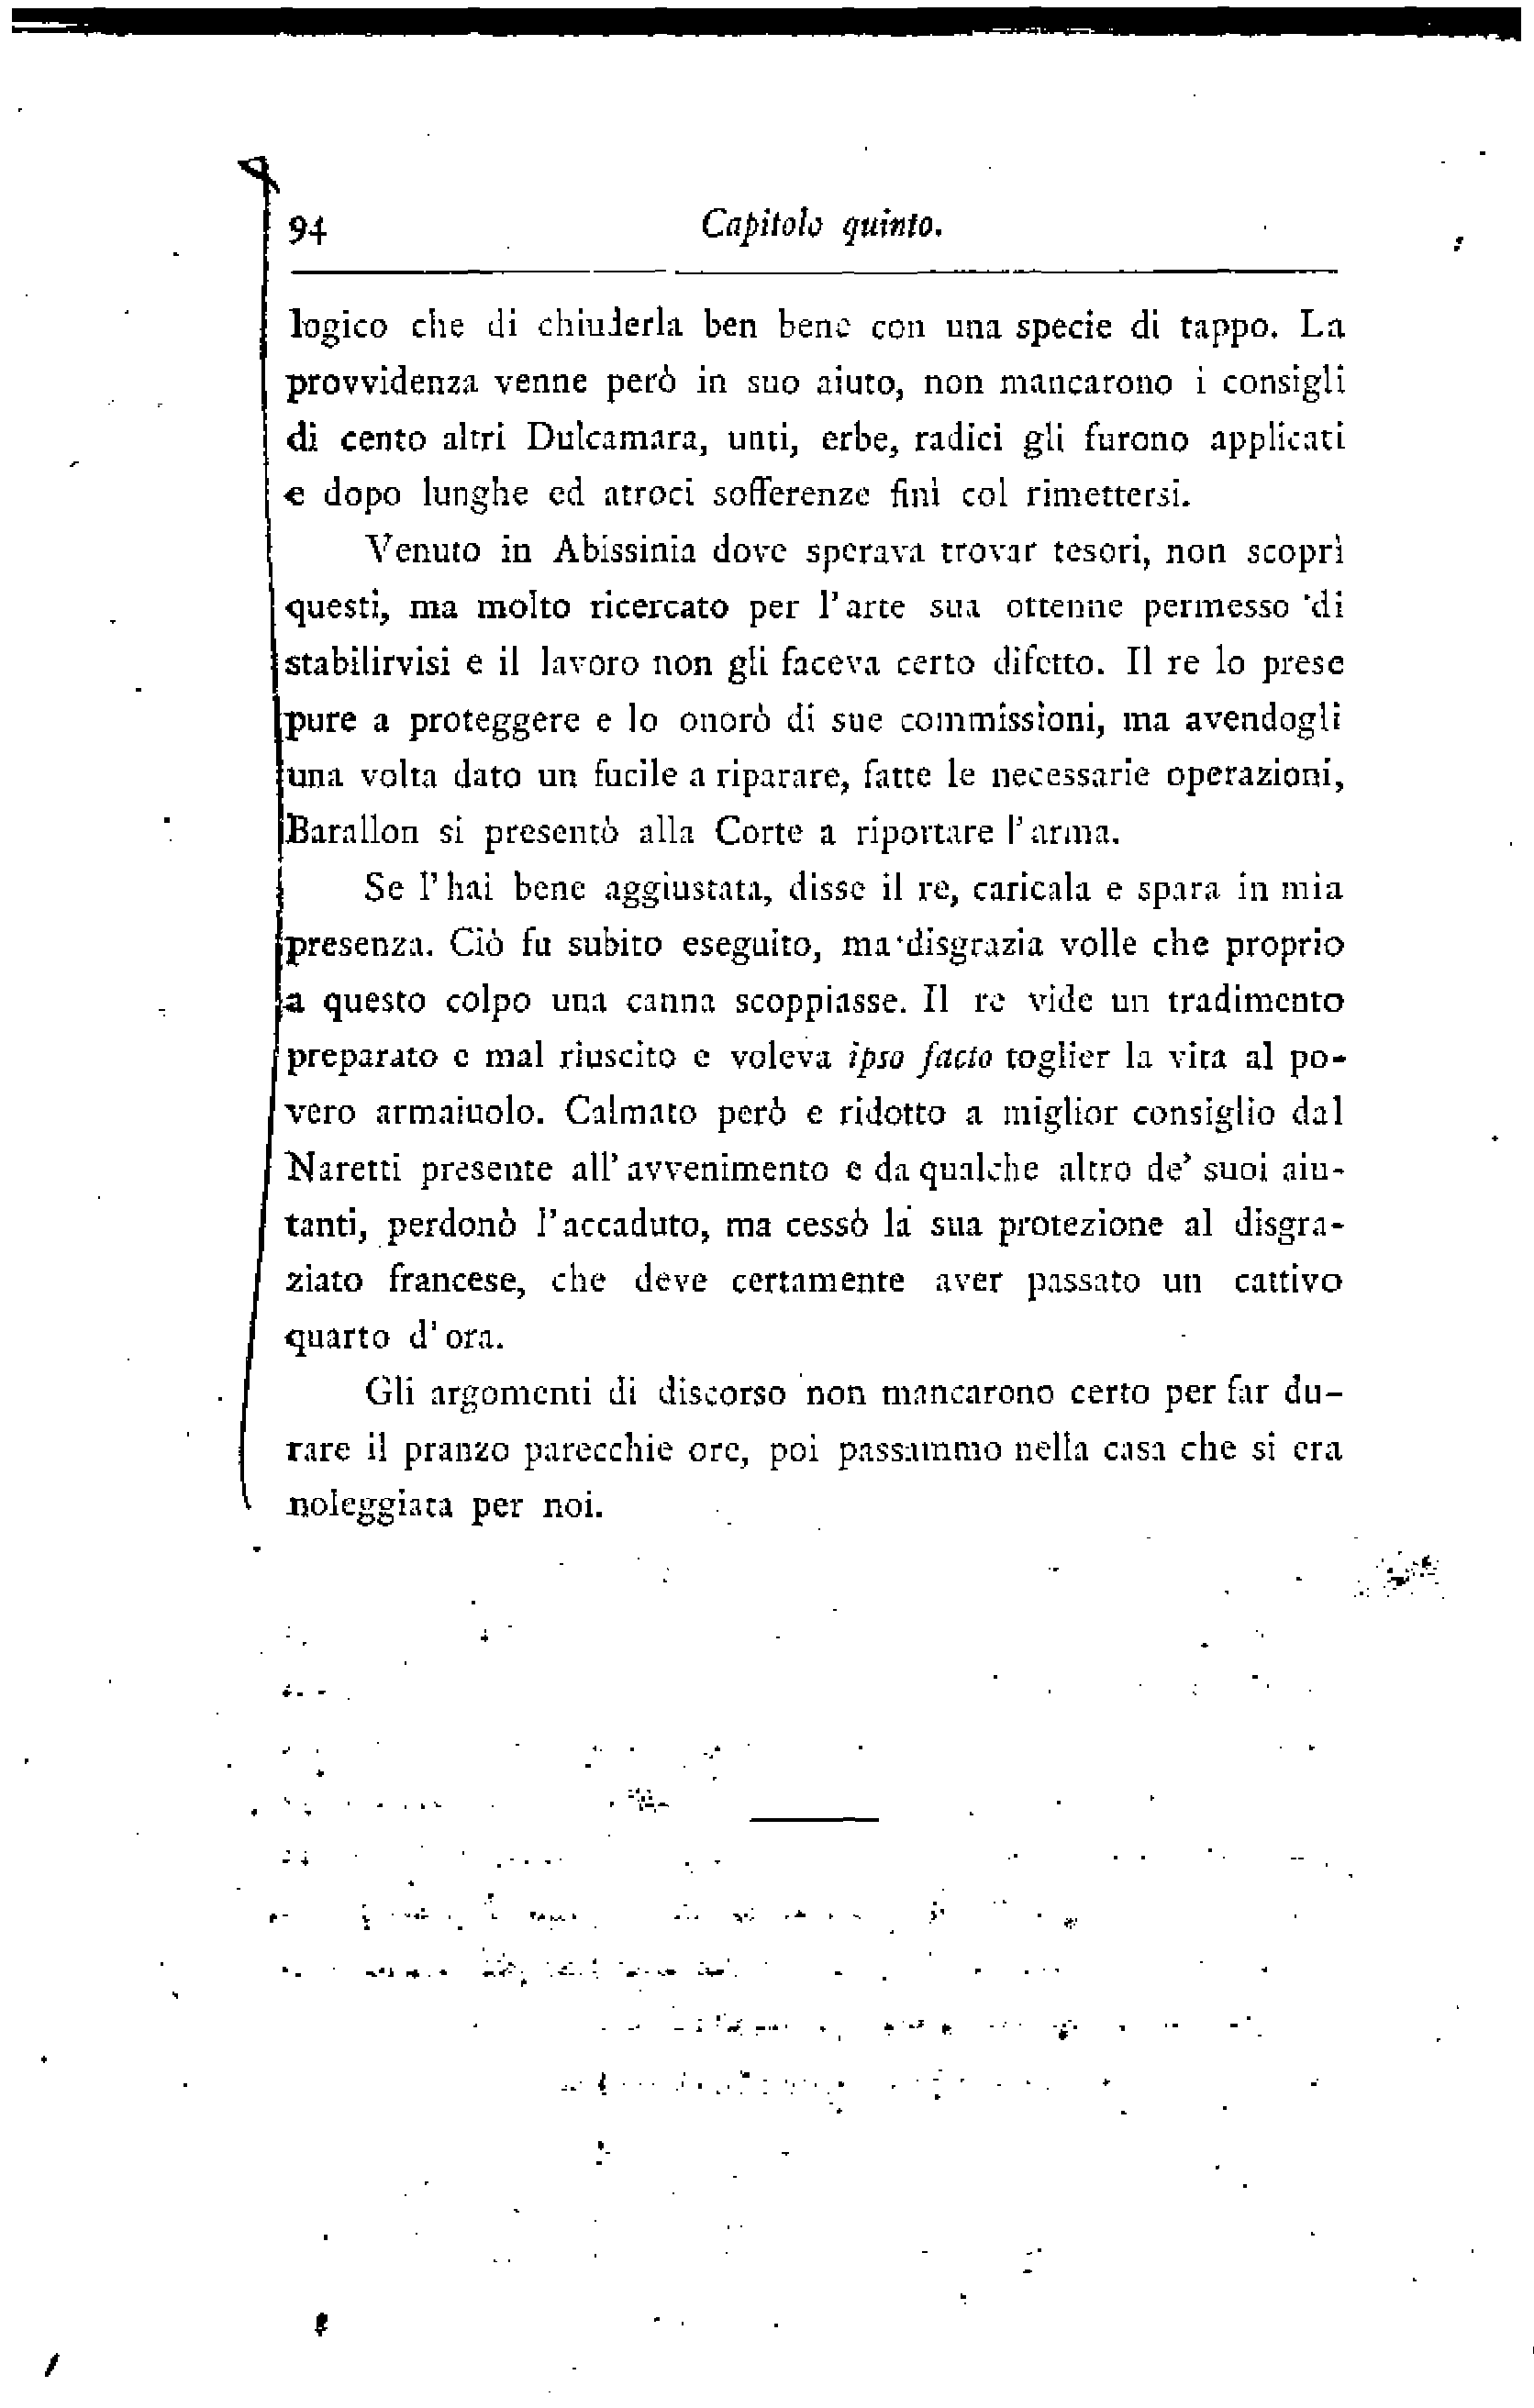 94
Capitolo quinto.
logico che di chiuderla ben bene con una specie di tappo. La
provvidenza venne però in suo aiuto, non mancarono i consigli
di cento altri Dulcamara, unti, erbe, radici gli furono applicati
e dopo lunghe ed atroci sofferenze finì col rimettersi.
Venuto in Abissinia dove sperava trovar tesori, non scoprì
questi, ma molto ricercato per l'arte sua ottenne permesso di
stabilirvisi e il lavoro non gli faceva certo difetto. Il re lo prese
pure a proteggere e lo onorò di sue commissioni, ma avendogli
una volta dato un fucile a riparare, fatte le necessarie operazioni,
Barallon si presentò alla Corte a riportare l'arma.
Se l'hai bene aggiustata, disse il re, caricala e spara in mia
presenza. Ciò fu subito eseguito, ma disgrazia volle che proprio
a questo colpo una canna scoppiasse. Il re vide un tradimento
preparato e mal riuscito e voleva ipso facto toglier la vita al po-
vero armaiuolo. Calmato però e ridotto a miglior consiglio dal
Naretti presente all'avvenimento e da qualche altro de' suoi aiu-
tanti, perdonò l'accaduto, ma cessò la sua protezione al disgra-
ziato francese, che deve certamente aver passato un cattivo
quarto d'ora.
Gli argomenti di discorso non mancarono certo per far du-
rare il pranzo parecchie ore, poi passammo nella casa che si era
noleggiata per noi.